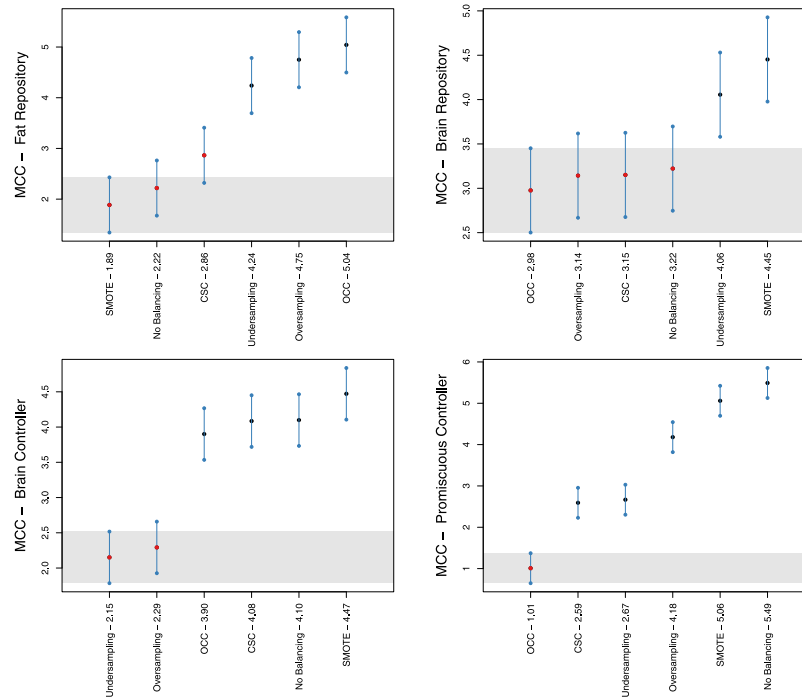 MCC − Fat Repository
5
4
3
2
SMOTE − 1.89
No Balancing − 2.22
CSC − 2.86
Undersampling − 4.24
Oversampling − 4.75
OCC − 5.04
MCC − Brain Repository
4.5
4.0
3.5
3.0
2.5
OCC − 2.98
Oversampling − 3.14
CSC − 3.15
No Balancing − 3.22
Undersampling − 4.06
SMOTE − 4.45
MCC − Brain Controller
4.5
4.0
3.5
3.0
2.5
2.0
Undersampling − 2.15
Oversampling − 2.29
OCC − 3.90
CSC − 4.08
No Balancing − 4.10
SMOTE − 4.47
MCC − Promiscuous Controller
6
5
4
3
2
1
OCC − 1.01
CSC − 2.59
Undersampling − 2.67
Oversampling − 4.18
SMOTE − 5.06
No Balancing − 5.49